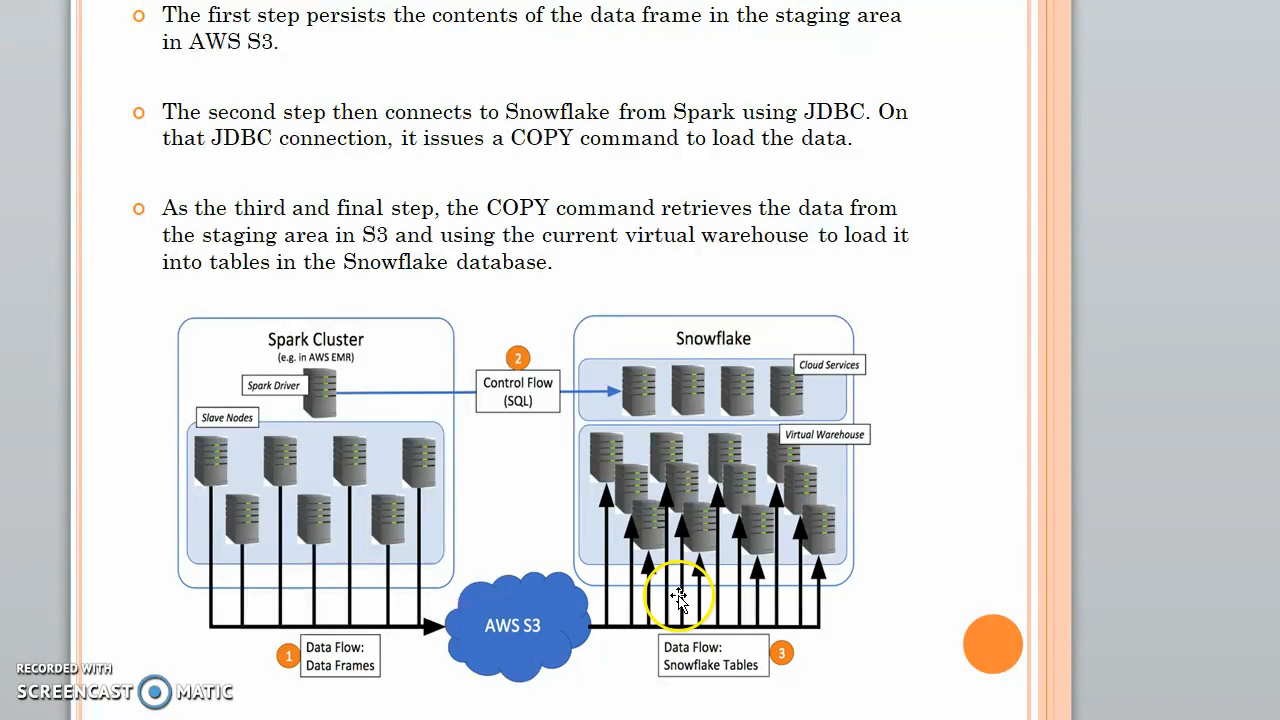 The first step persists the contents of the data frame in the staging area
in AWS S3.
The second step then connects to Snowflake from Spark using JDBC. On
that JDBC connection, it issues a COPY command to load the data.
As the third and final step, the COPY command retrieves the data from
the staging area in S3 and using the current virtual warehouse to load it
into tables in the Snowflake database.
Spark Cluster
(e.g. in AWS EMR)
Spark Driver
Slave Nodes
2
Control Flow
(SQL)
Snowflake
Cloud Services
Virtual Warehouse
AWS S3
1
Data Flow:
Data Frames
Data Flow:
Snowflake Tables
3
RECORDED WITH
SCREENCAST MATIC